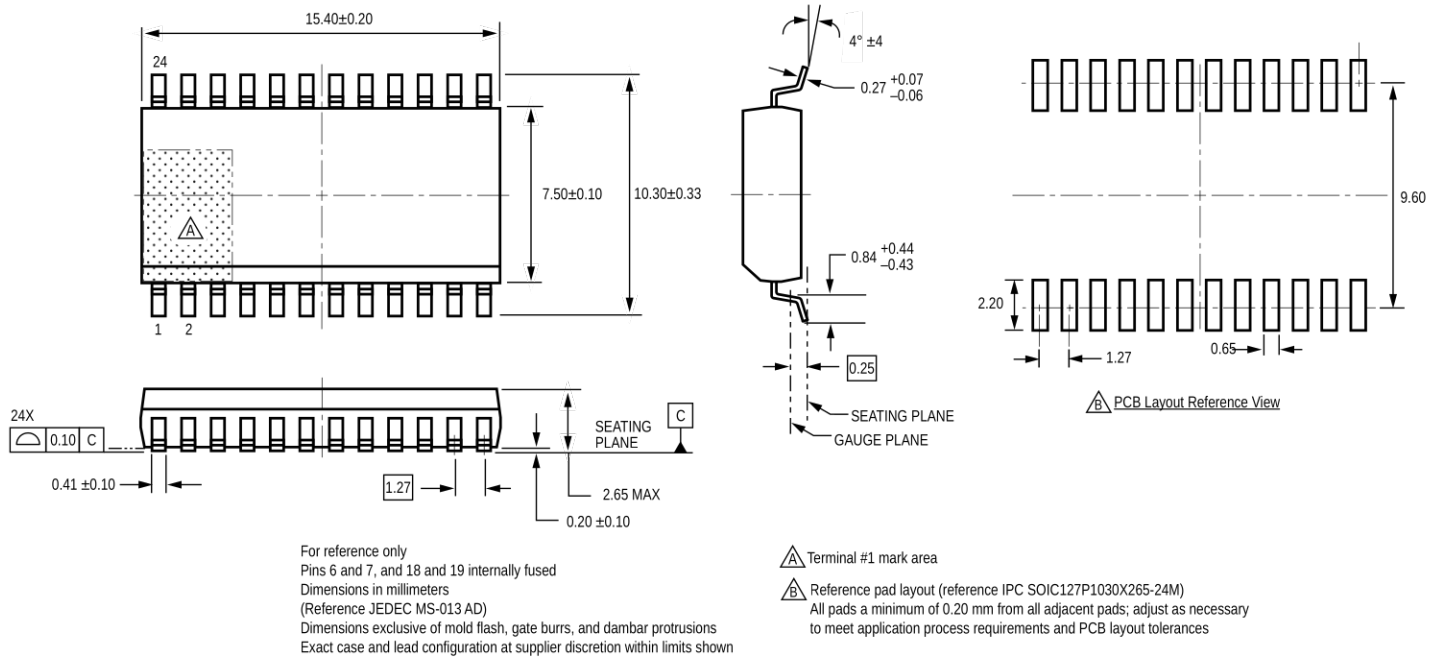 15.40±0.20
24
7.50±0.10
10.30±0.33
A
1 2
4° ±4
0.27 +0.07 –0.06
0.84 +0.44 –0.43
0.25
SEATING PLANE
GAUGE PLANE
9.60
2.20
1.27
0.65
B PCB Layout Reference View
24X
0.10 C
0.41 ±0.10
1.27
SEATING
PLANE
C
2.65 MAX
0.20 ±0.10
For reference only
Pins 6 and 7, and 18 and 19 internally fused
Dimensions in millimeters
(Reference JEDEC MS-013 AD)
Dimensions exclusive of mold flash, gate burrs, and dambar protrusions
Exact case and lead configuration at supplier discretion within limits shown
A Terminal #1 mark area
B Reference pad layout (reference IPC SOIC127P1030X265-24M)
All pads a minimum of 0.20 mm from all adjacent pads; adjust as necessary
to meet application process requirements and PCB layout tolerances